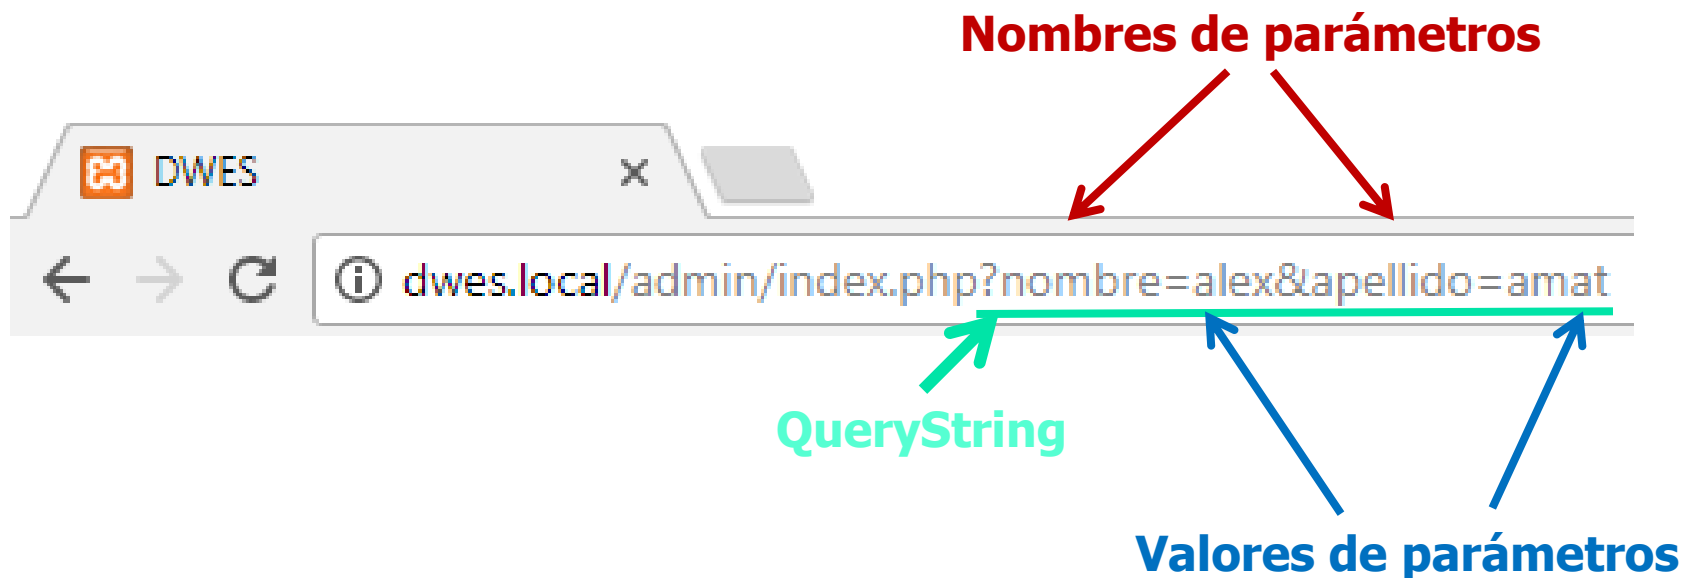 Nombres de parámetros
DWES
dwes.local/admin/index.php?nombre=alex&apellido=amat
QueryString
Valores de parámetros